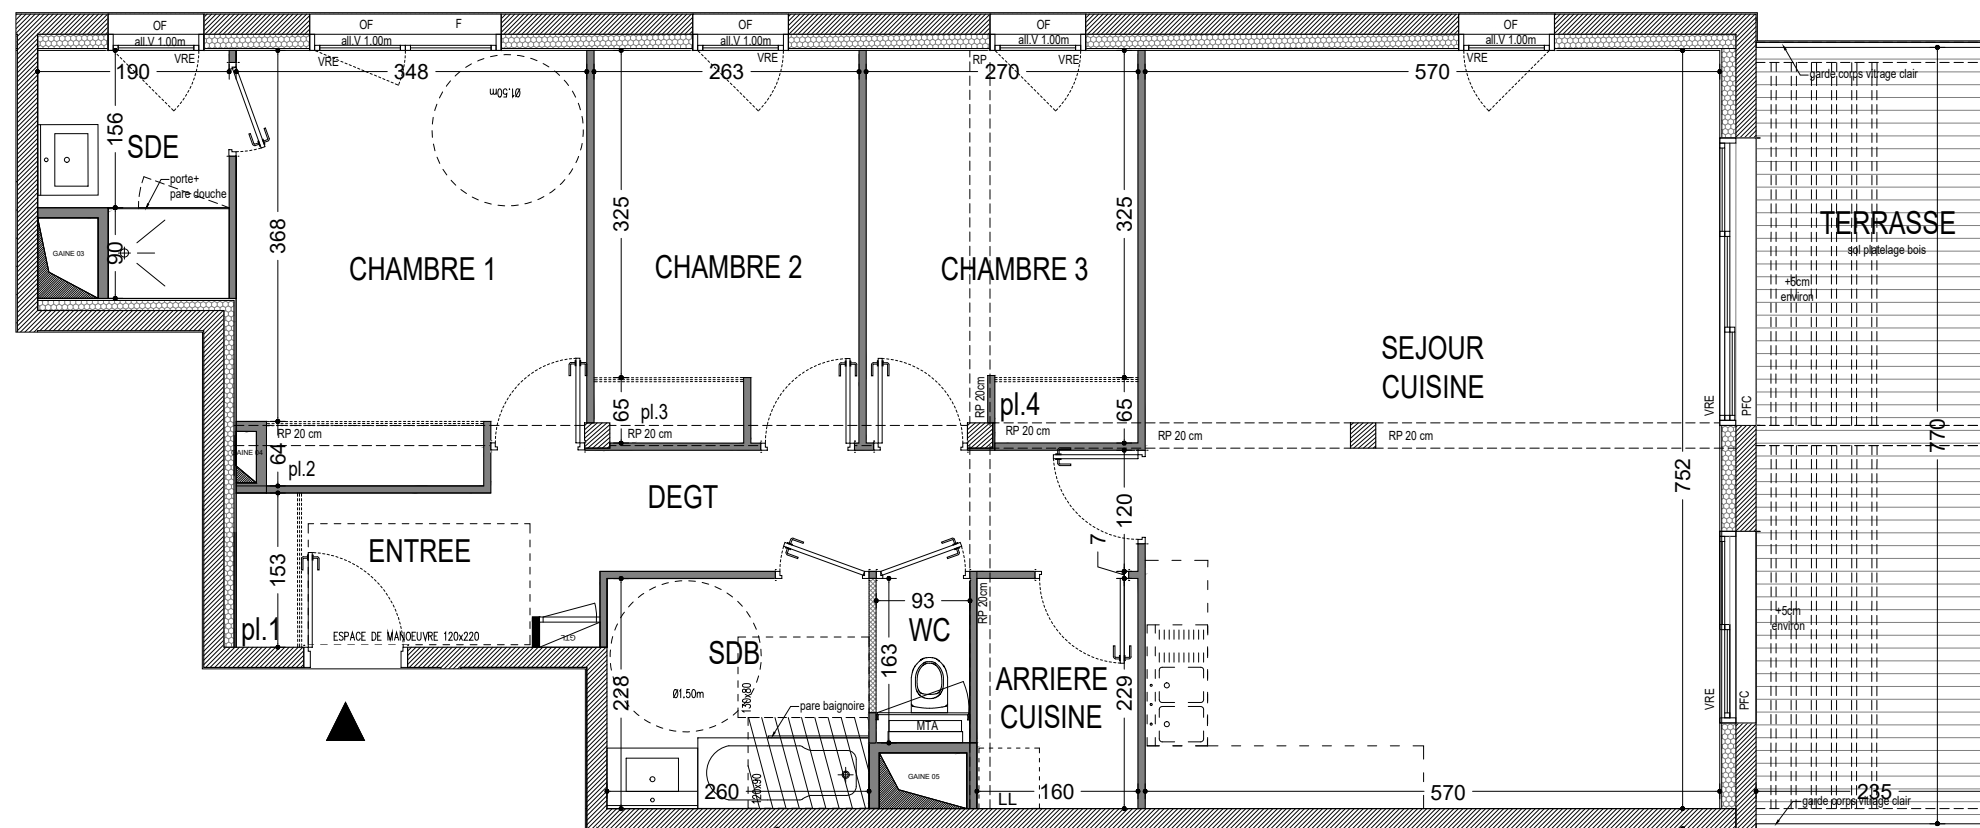 OF
OF
F
OF
OF
OF
all.V 1.00m
all.V 1.00m
all.V 1.00m
all.V 1.00m
all.V 1.00m
VRE
VRE
VRE
RP
VRE
VRE
190
348
263
270
570
garde corps vitrage clair
Ø1.50m
156
SDE
porte+
pare douche
368
325
325
90
GAINE 03
CHAMBRE 1
CHAMBRE 2
CHAMBRE 3
TERRASSE
sol platelage bois
+5cm
environ
SEJOUR
CUISINE
65
pl.3
RP 20cm
pl.4
65
VRE
PFC
RP 20 cm
RP 20 cm
RP 20 cm
RP 20 cm
RP 20 cm
GAINE 04
64
pl.2
770
752
DEGT
120
7
ENTREE
153
pl.1
ESPACE DE MANOEUVRE 120x220
GTL
93
WC
RP 20cm
+5cm
environ
SDB
163
228
Ø1.50m
130x80
pare baignoire
MTA
ARRIERE
CUISINE
229
VRE
PFC
GAINE 05
120x90
260
LL
160
570
235
garde corps vitrage clair